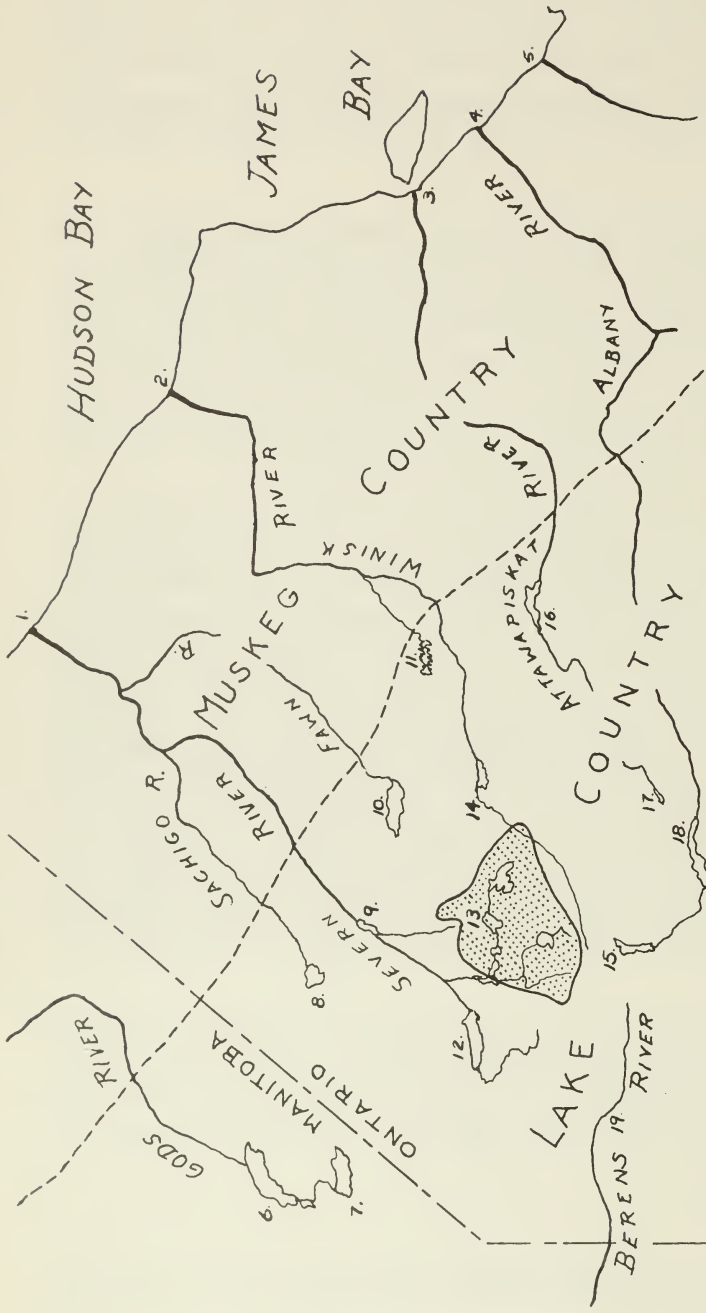 HUDSON BAY
JAMES
BAY
1.
2.
3.
4.
5.
RIVER
ALBANY
COUNTRY
RIVER
WINISK
RIVER
ATTAWAPISKAT
16.
MUSKEG
R.
FAWN
10.
11.
SACHIGO R.
RIVER
SEVERN
9.
8.
MANITOBA
ONTARIO
RIVER
GODS
6.
7.
12.
13.
14.
15.
17.
18.
LAKE
COUNTRY
BERENS 19. RIVER